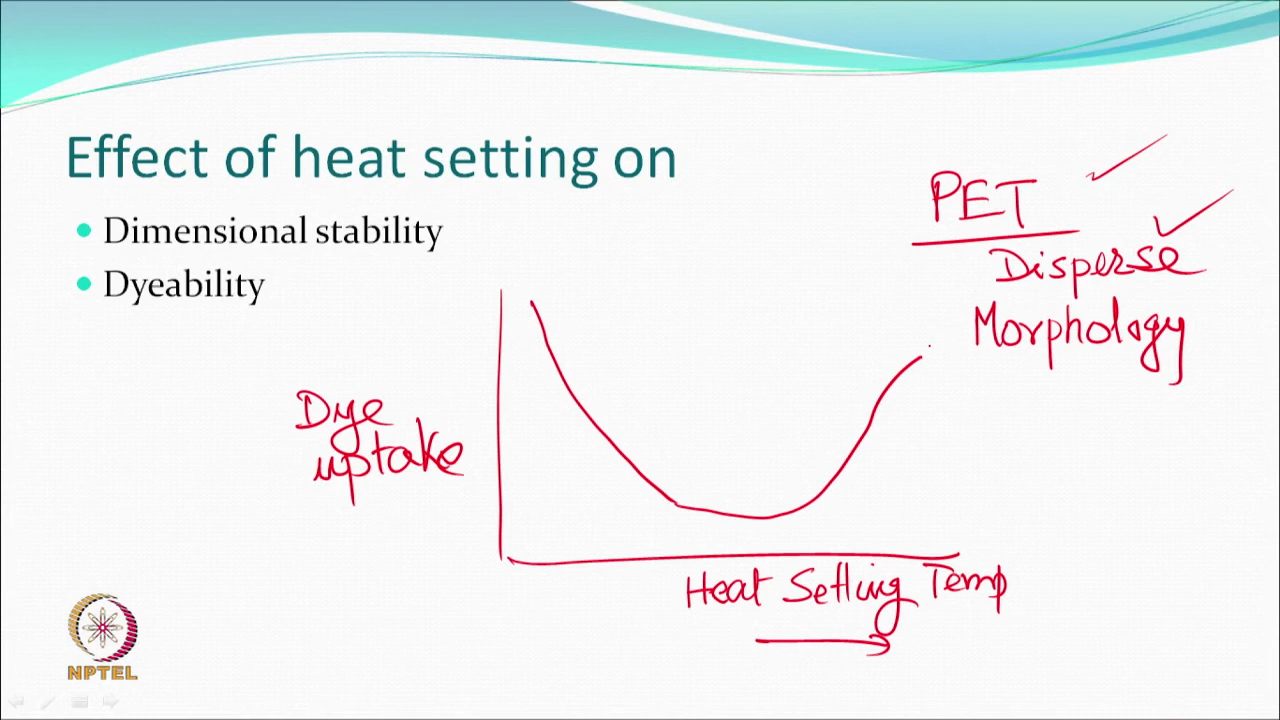 Effect of heat setting on
Dimensional stability
Dyeability
PET
Disperse
Morphology
Dye
uptake
Heat Setting Temp
NPTEL